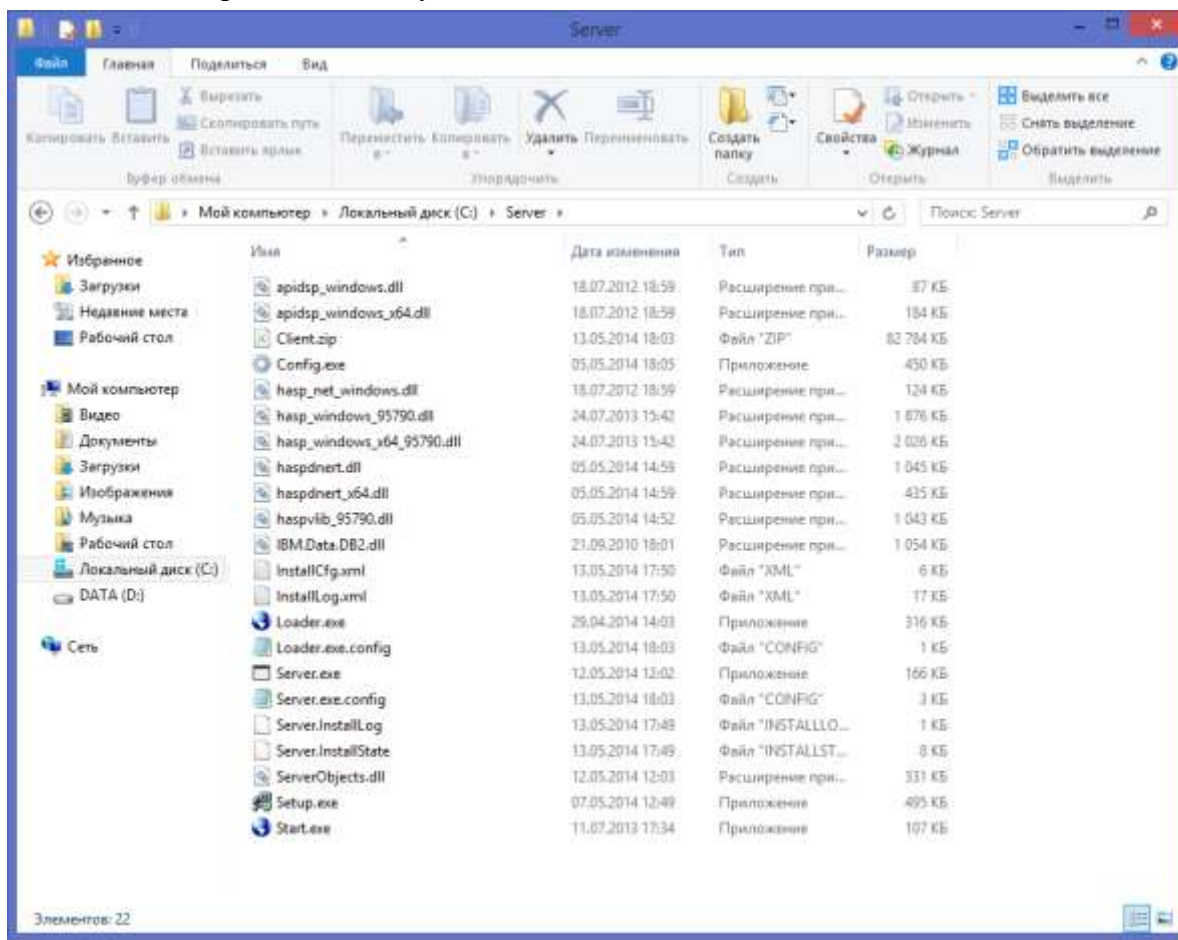 Server
Файл Главная Поделиться Вид
Копировать Вставить Вырезать Скопировать путь Вставить ярлык Переместить в Копировать в Удалить Переименовать Создать папку Свойства Открыть Изменить Журнал Выделить все Снять выделение Обратить выделение
Буфер обмена Упорядочить Создать Открыть Выделить
Мой компьютер Локальный диск (C:) Server Поиск: Server
Имя Дата изменения Тип Размер
Избранное
Загрузки
Недавние места
Рабочий стол
Мой компьютер
Видео
Документы
Загрузки
Изображения
Музыка
Рабочий стол
Локальный диск (C:)
DATA (D:)
Сеть
apidsp_windows.dll 18.07.2012 18:59 Расширение при... 87 КБ
apidsp_windows_x64.dll 18.07.2012 18:59 Расширение при... 184 КБ
Client.zip 13.05.2014 18:03 Файл "ZIP" 82 784 КБ
Config.exe 05.05.2014 18:05 Приложение 450 КБ
hasp_net_windows.dll 18.07.2012 18:59 Расширение при... 124 КБ
hasp_windows_95790.dll 24.07.2013 15:42 Расширение при... 1 876 КБ
hasp_windows_x64_95790.dll 24.07.2013 15:42 Расширение при... 2 026 КБ
haspdnert.dll 05.05.2014 14:59 Расширение при... 1 045 КБ
haspdnert_x64.dll 05.05.2014 14:59 Расширение при... 435 КБ
haspvlib_95790.dll 05.05.2014 14:52 Расширение при... 1 043 КБ
IBM.Data.DB2.dll 21.09.2010 18:01 Расширение при... 1 054 КБ
InstallCfg.xml 13.05.2014 17:50 Файл "XML" 6 КБ
InstallLog.xml 13.05.2014 17:50 Файл "XML" 17 КБ
Loader.exe 29.04.2014 14:03 Приложение 316 КБ
Loader.exe.config 13.05.2014 18:03 Файл "CONFIG" 1 КБ
Server.exe 12.05.2014 12:02 Приложение 166 КБ
Server.exe.config 13.05.2014 18:03 Файл "CONFIG" 3 КБ
Server.InstallLog 13.05.2014 17:49 Файл "INSTALLLO... 1 КБ
Server.InstallState 13.05.2014 17:49 Файл "INSTALLST... 8 КБ
ServerObjects.dll 12.05.2014 12:03 Расширение при... 331 КБ
Setup.exe 07.05.2014 12:49 Приложение 495 КБ
Start.exe 11.07.2013 17:34 Приложение 107 КБ
Элементов: 22